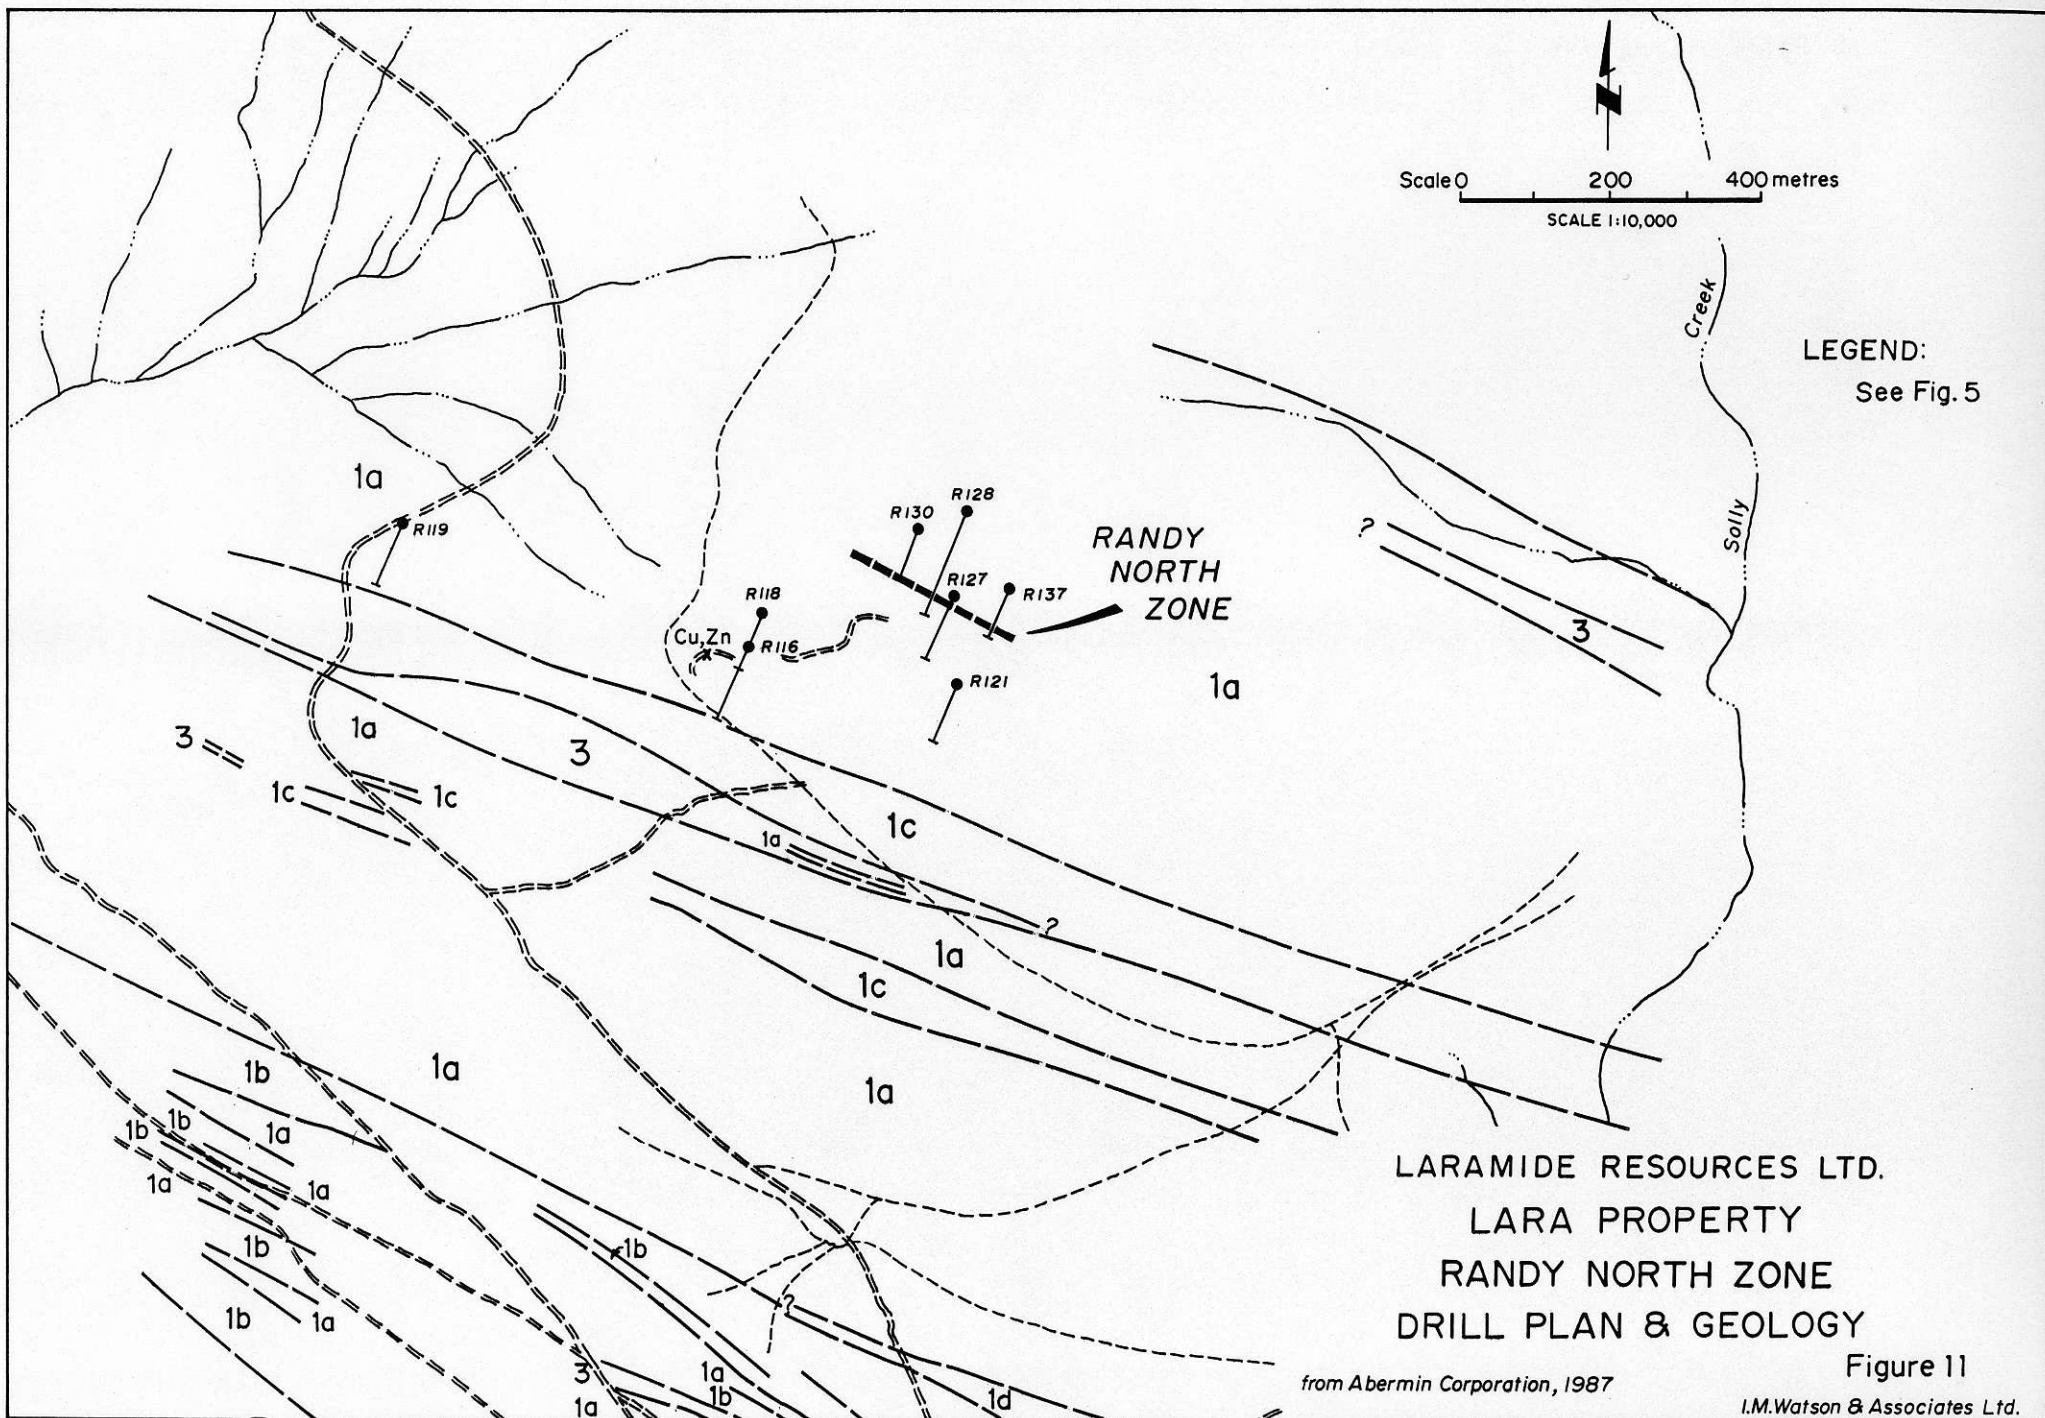 Scale 0 200 400 metres
SCALE 1:10,000
Creek
Solly
LEGEND:
See Fig. 5
1a
R119
R130
R128
R127
R137
RANDY
NORTH
ZONE
R118
Cu,Zn
R116
R121
?
3
1a
1a
3
3
1c
1c
1c
1a
?
1a
1c
1a
1a
1b
1b
1b
1a
1a
1a
1b
1b
1a
1b
?
3
1a
1a
1b
1d
LARAMIDE RESOURCES LTD.
LARA PROPERTY
RANDY NORTH ZONE
DRILL PLAN & GEOLOGY
Figure 11
from Abermin Corporation, 1987
I.M.Watson & Associates Ltd.